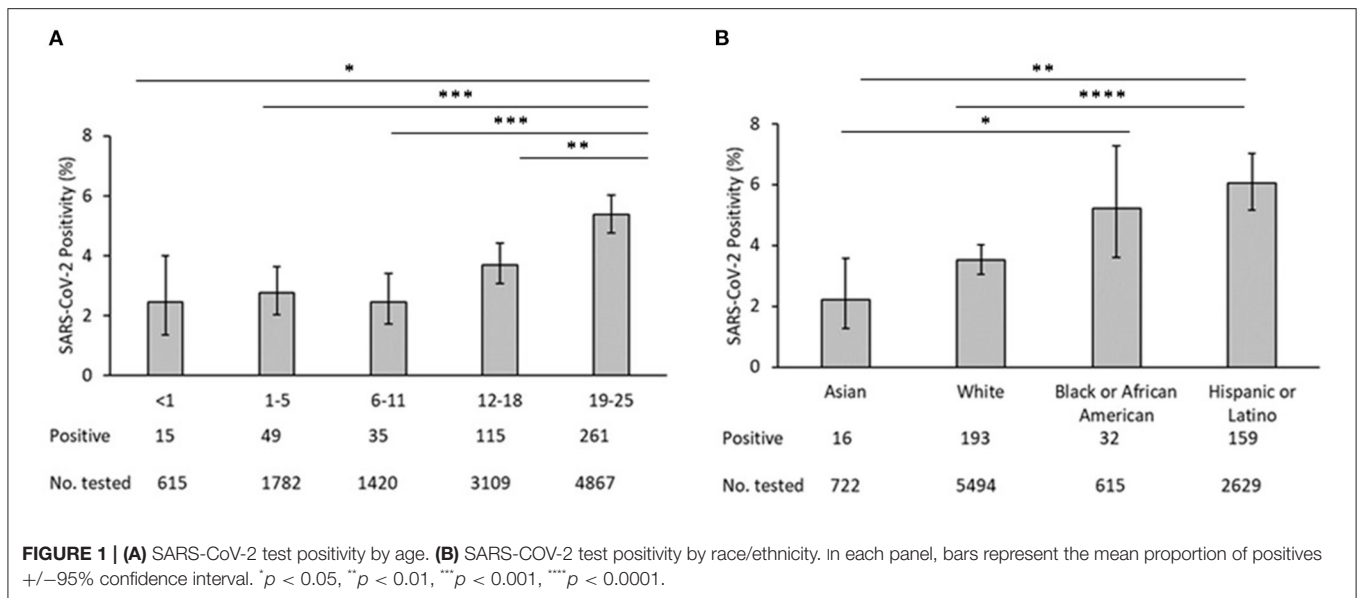 A
*
***
***
**
8
6
4
2
0
SARS-CoV-2 Positivity (%)
<1 1-5 6-11 12-18 19-25
Positive 15 49 35 115 261
No. tested 615 1782 1420 3109 4867
B
**
****
*
8
6
4
2
0
SARS-CoV-2 Positivity (%)
Asian White Black or African Hispanic or
American Latino
Positive 16 193 32 159
No. tested 722 5494 615 2629
FIGURE 1 | (A) SARS-CoV-2 test positivity by age. (B) SARS-COV-2 test positivity by race/ethnicity. In each panel, bars represent the mean proportion of positives
+/−95% confidence interval. *p < 0.05, **p < 0.01, ***p < 0.001, ****p < 0.0001.